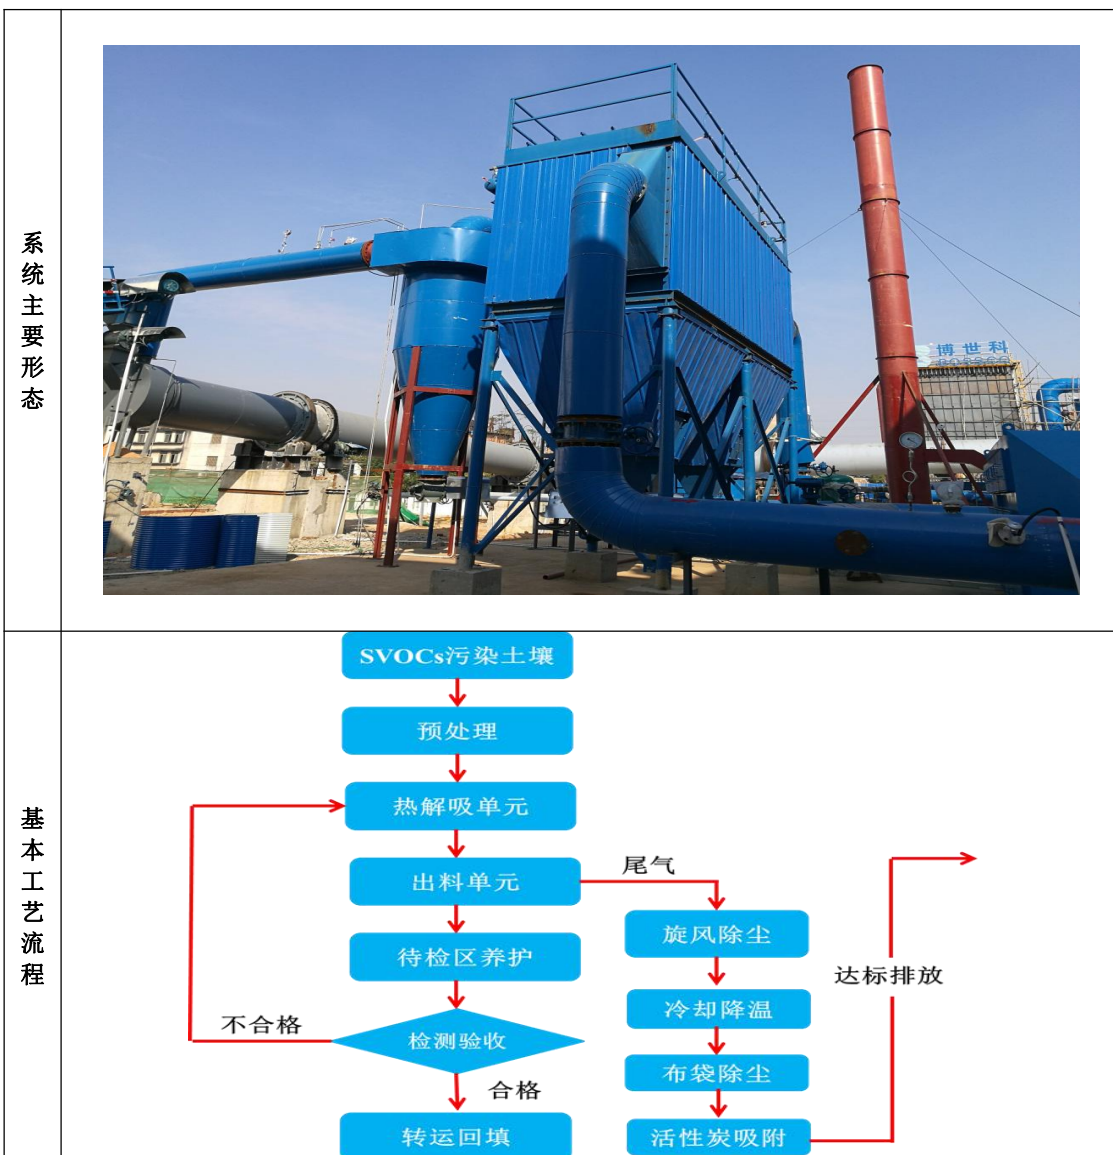 系统主要形态
博世科
基本工艺流程
SVOCs污染土壤
预处理
热解吸单元
出料单元
尾气
待检区养护
旋风除尘
达标排放
冷却降温
不合格
检测验收
布袋除尘
合格
转运回填
活性炭吸附